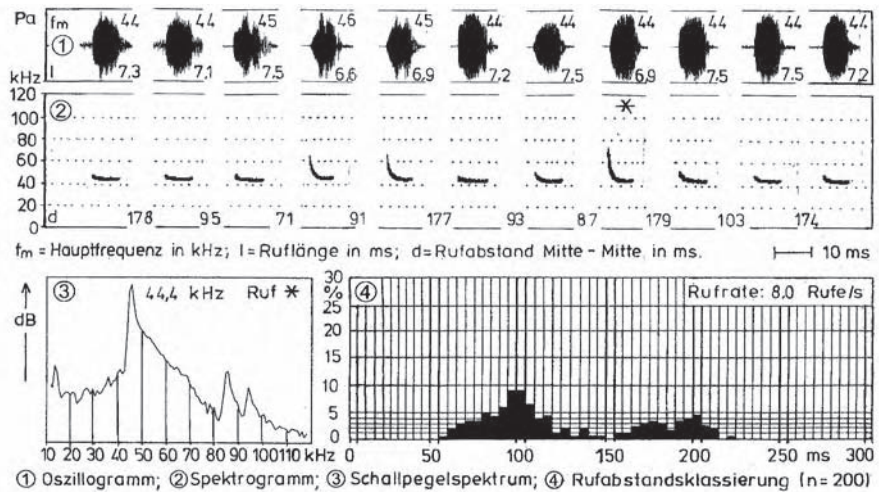 Pa fm 44 44 45 46 45 44 44 44 44 44 44
①
kHz l 7,3 7,1 7,5 6,6 6,9 7,2 7,5 6,9 7,5 7,5 7,2
120 ② *
100
80
60
40
20
0 d 178 95 71 91 177 93 87 179 103 174
fm = Hauptfrequenz in kHz; l = Ruflänge in ms; d = Rufabstand Mitte - Mitte in ms. 10 ms
③ 44,4 kHz Ruf *
dB
10 20 30 40 50 60 70 80 90 100 110 kHz
30 % ④ Rufrate: 8,0 Rufe/s
25
20
15
10
5
0
0 50 100 150 200 250 ms 300
① Oszillogramm; ② Spektrogramm; ③ Schallpegelspektrum; ④ Rufabstandsklassierung (n = 200)